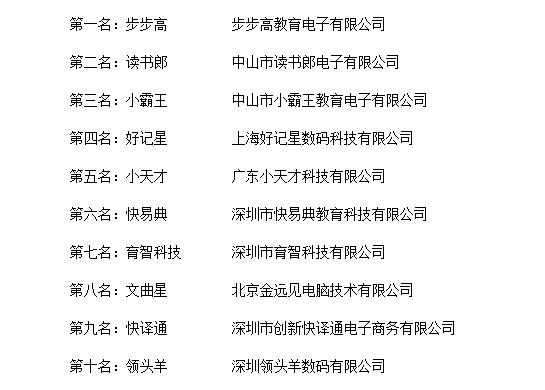 第一名：步步高 步步高教育电子有限公司
第二名：读书郎 中山市读书郎电子有限公司
第三名：小霸王 中山市小霸王教育电子有限公司
第四名：好记星 上海好记星数码科技有限公司
第五名：小天才 广东小天才科技有限公司
第六名：快易典 深圳市快易典教育科技有限公司
第七名：育智科技 深圳市育智科技有限公司
第八名：文曲星 北京金远见电脑技术有限公司
第九名：快译通 深圳市创新快译通电子商务有限公司
第十名：领头羊 深圳领头羊数码有限公司